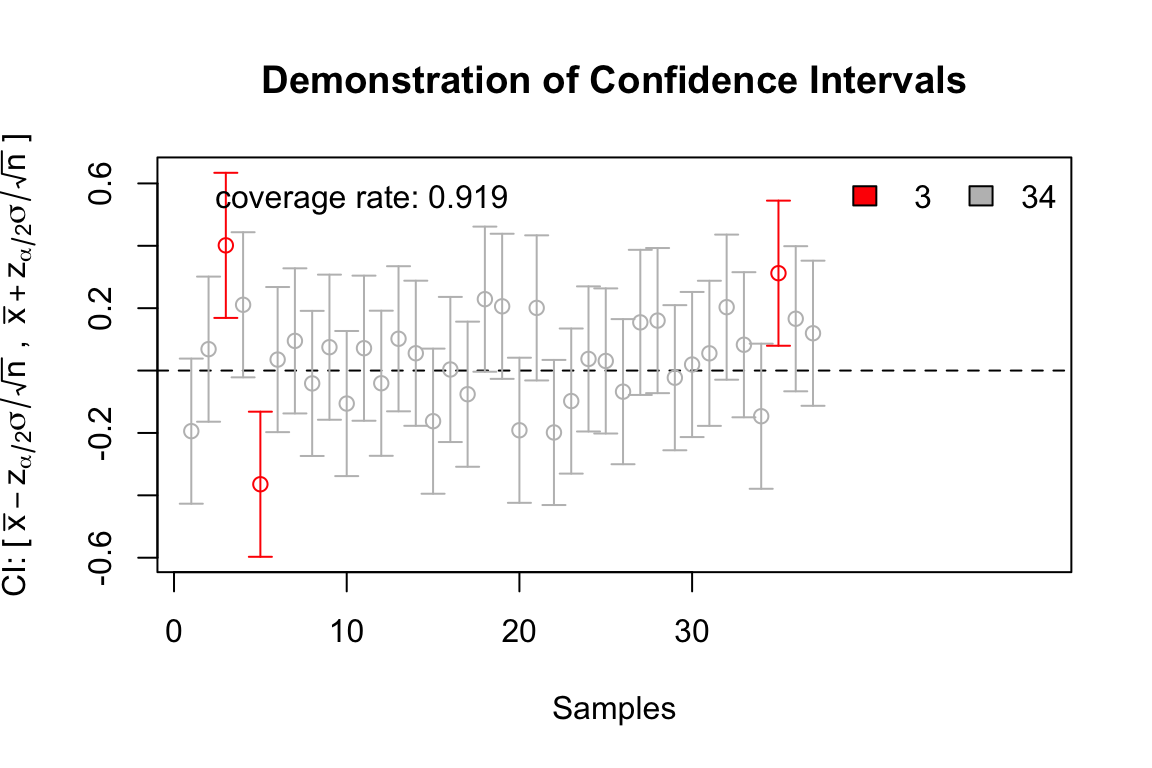 Demonstration of Confidence Intervals
CI: [ x̅ − zα/2σ/√n , x̅ + zα/2σ/√n ]
coverage rate: 0.919
3
34
0.6
0.2
-0.2
-0.6
0
10
20
30
Samples